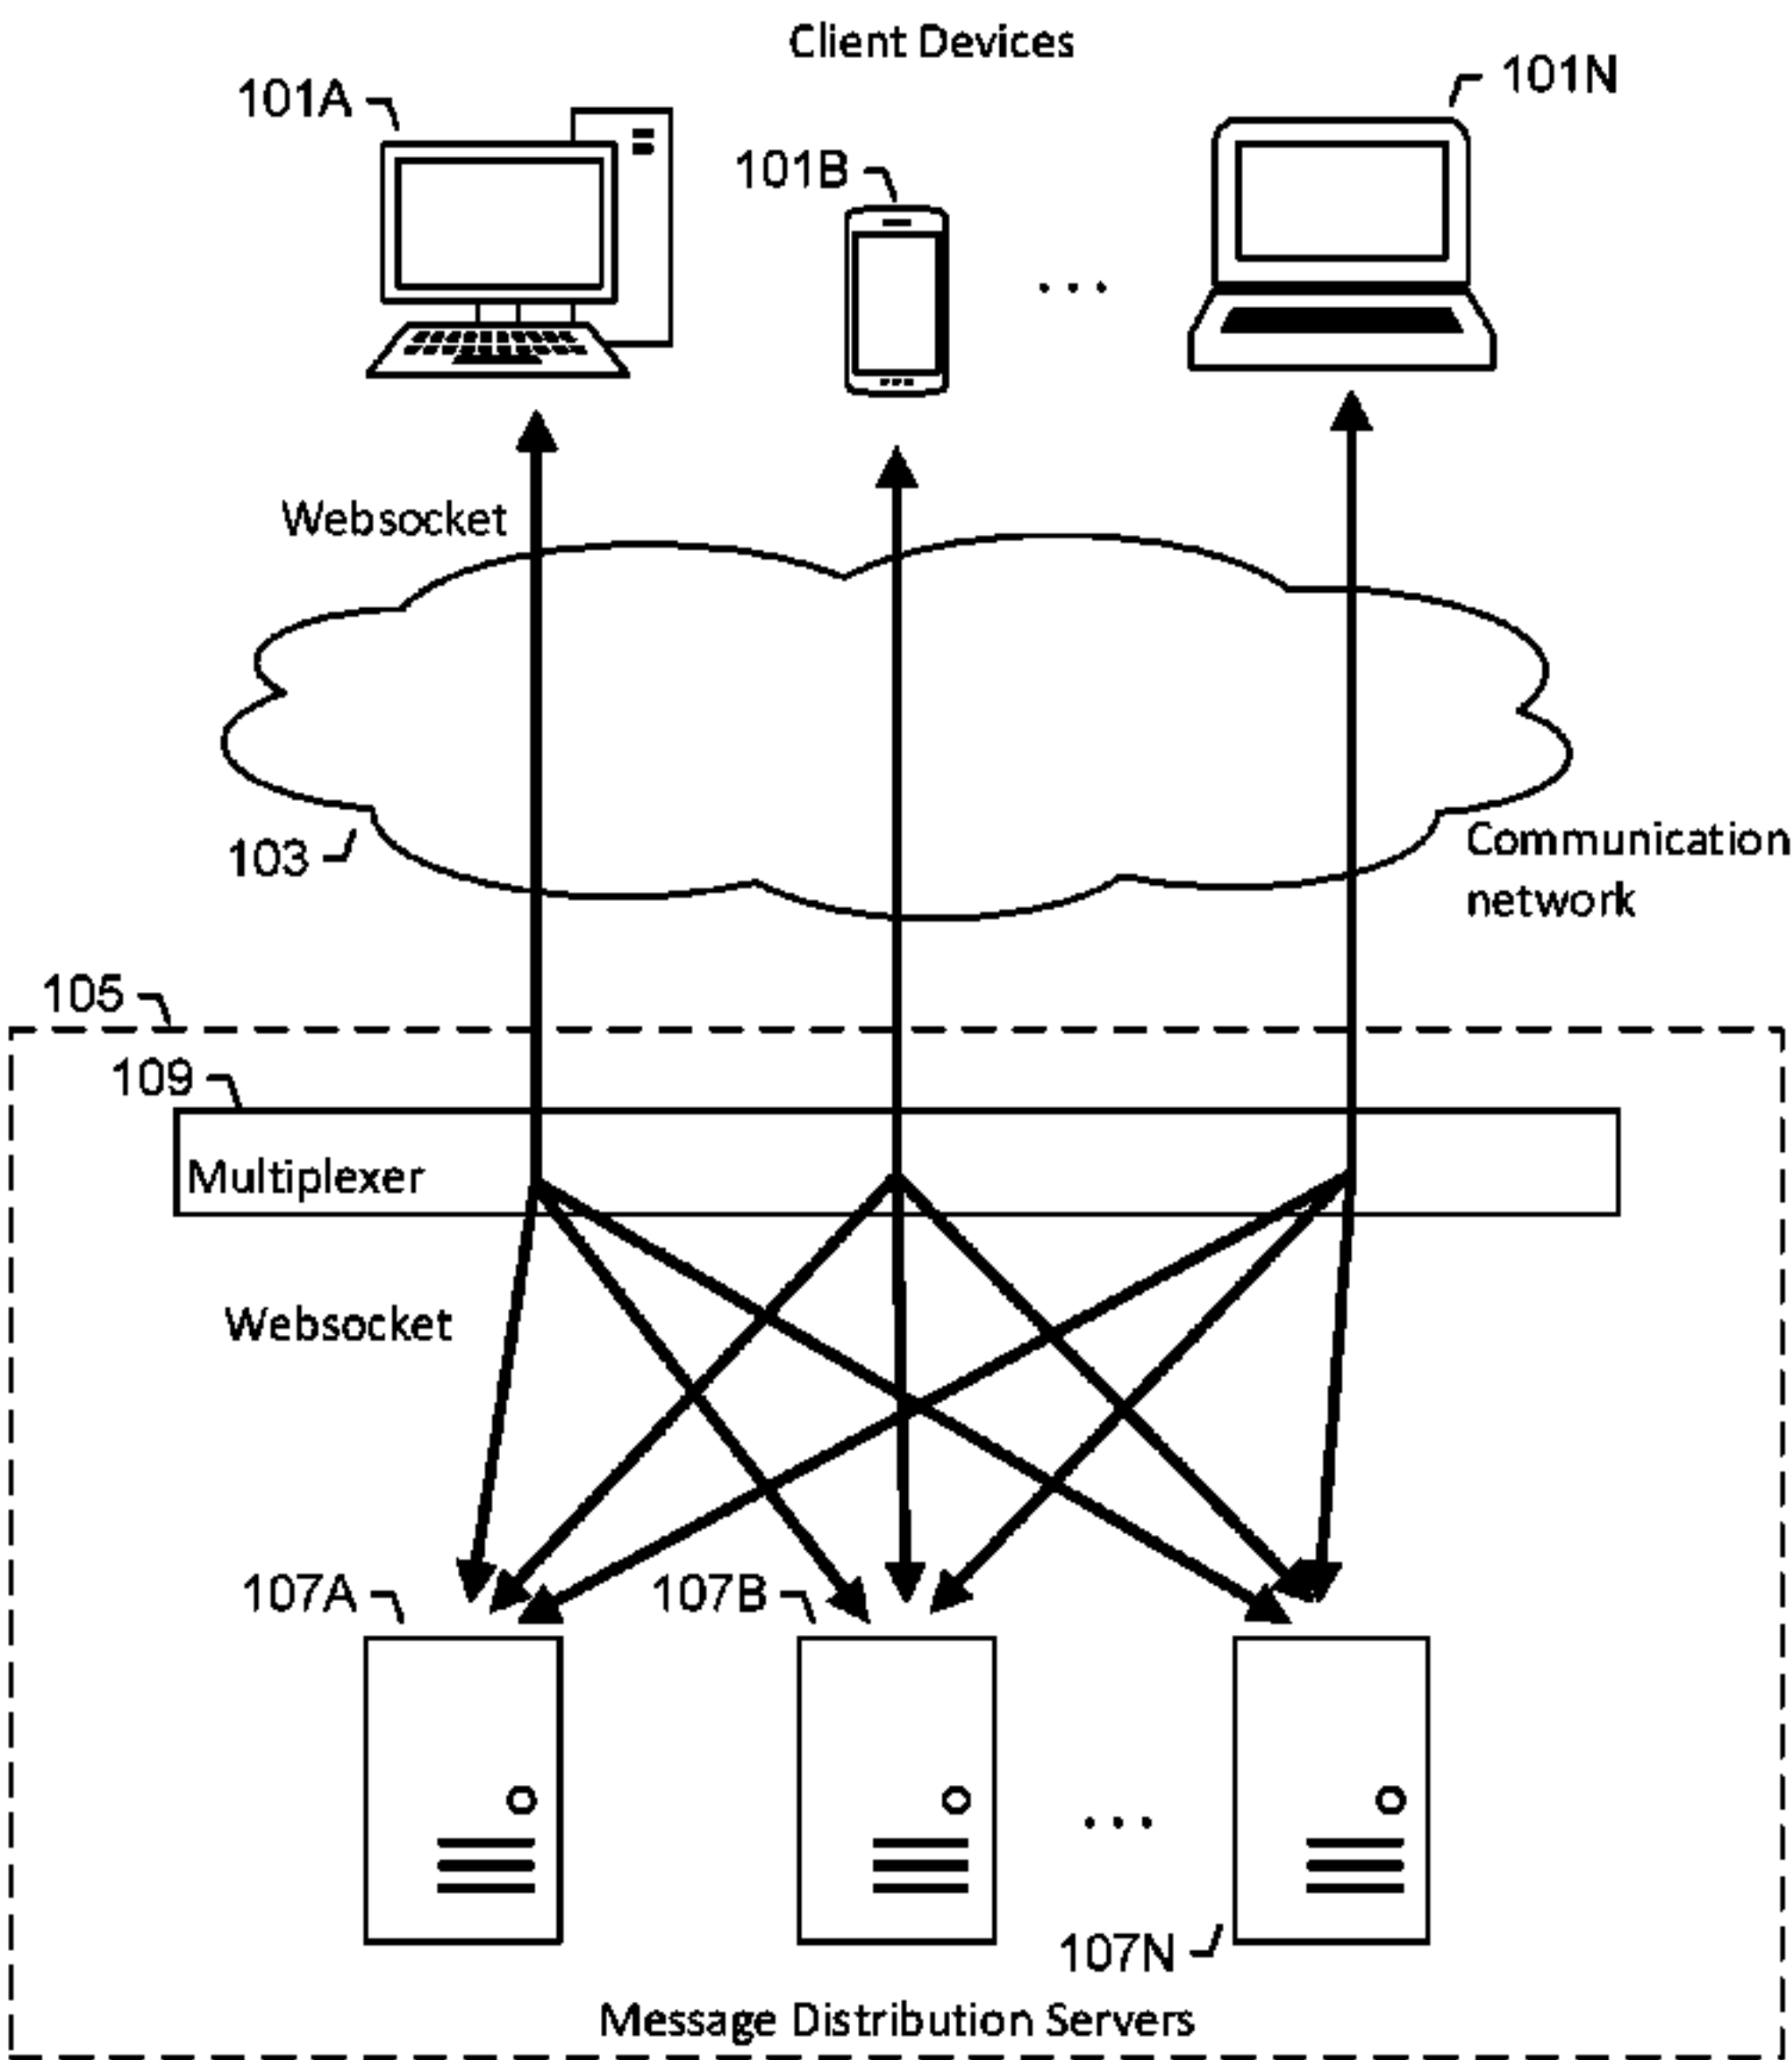 Client Devices
101A
101N
101B
...
Websocket
103
Communication
network
105
109
Multiplexer
Websocket
107A
107B
...
107N
Message Distribution Servers